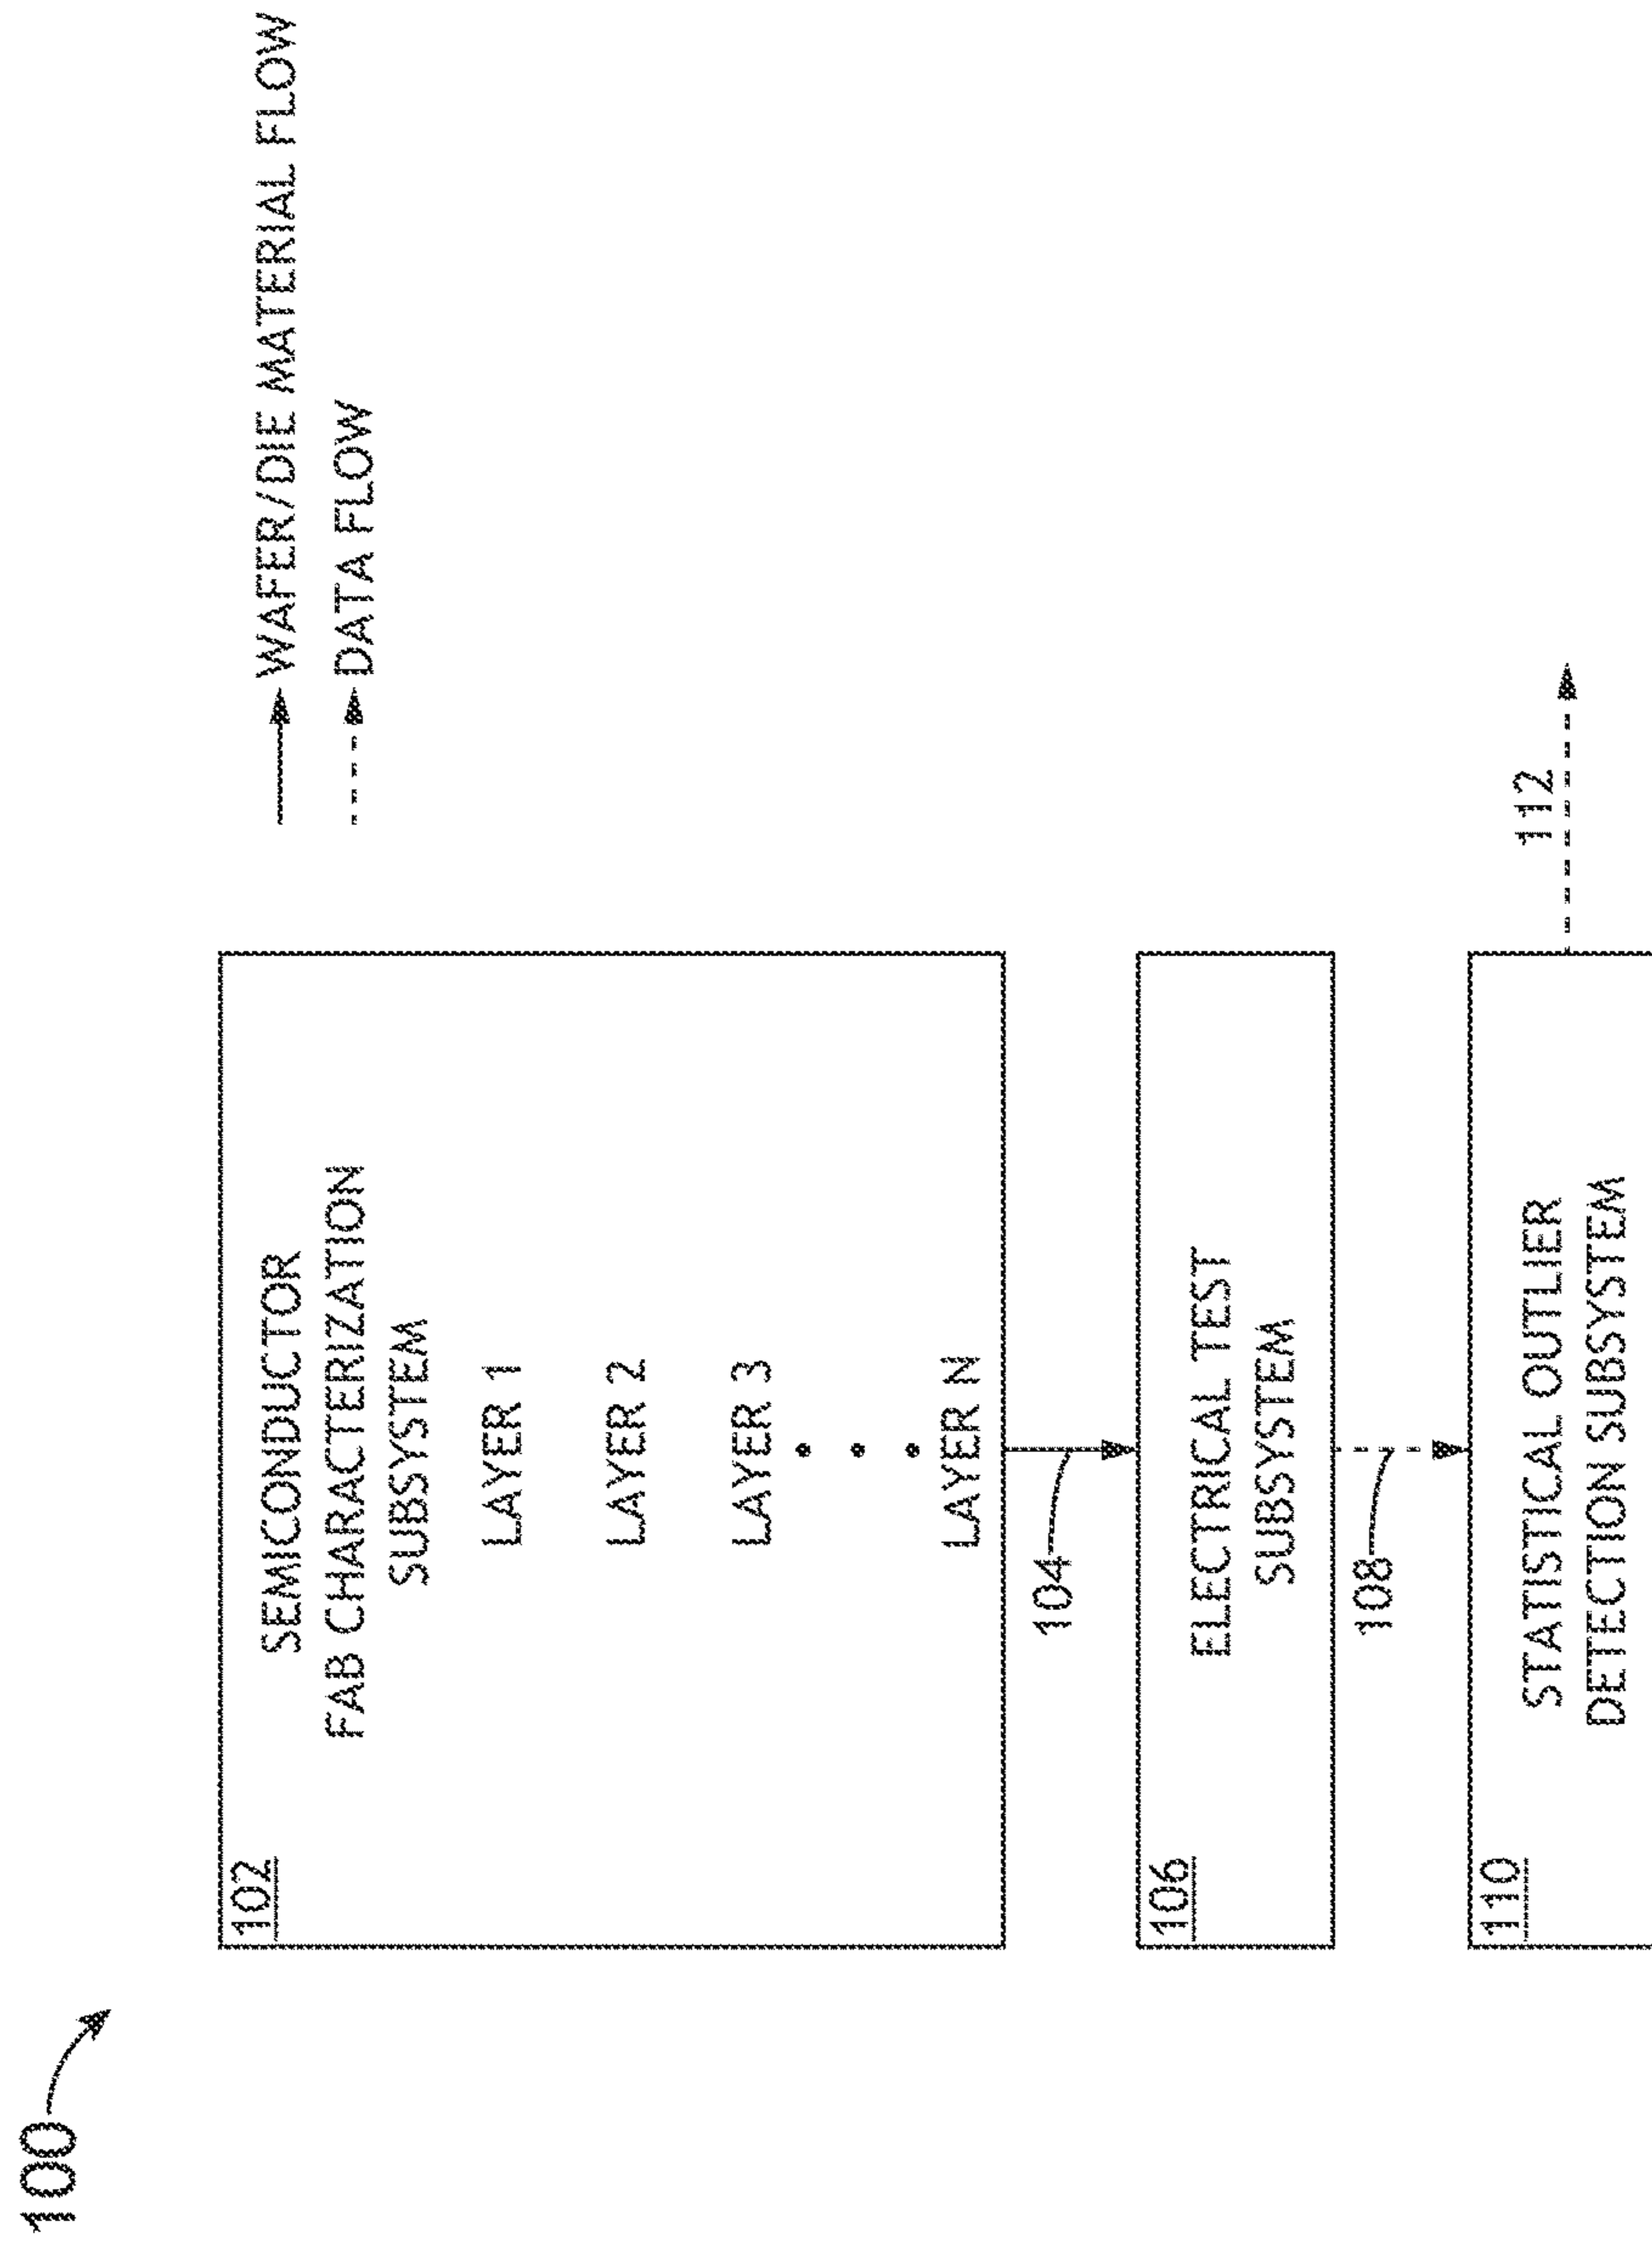 100
WAFER/DIE MATERIAL FLOW
DATA FLOW
102
SEMICONDUCTOR
FAB CHARACTERIZATION
SUBSYSTEM
LAYER 1
LAYER 2
LAYER 3
LAYER N
104
106
ELECTRICAL TEST
SUBSYSTEM
108
110
STATISTICAL OUTLIER
DETECTION SUBSYSTEM
112